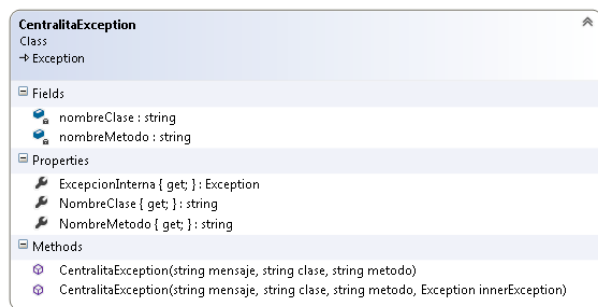 CentralitaException
Class
Exception
Fields
nombreClase : string
nombreMetodo : string
Properties
ExcepcionInterna { get; } : Exception
NombreClase { get; } : string
NombreMetodo { get; } : string
Methods
CentralitaException(string mensaje, string clase, string metodo)
CentralitaException(string mensaje, string clase, string metodo, Exception innerException)